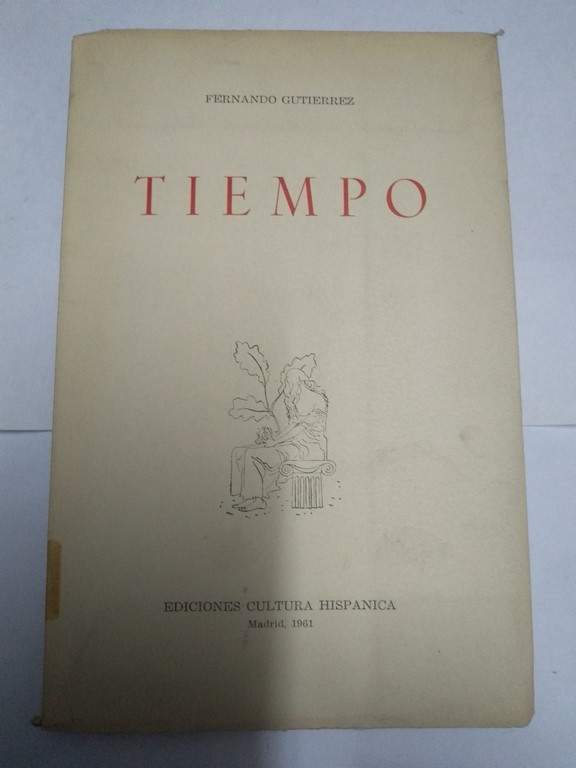 FERNANDO GUTIERREZ
TIEMPO
EDICIONES CULTURA HISPANICA
Madrid, 1961